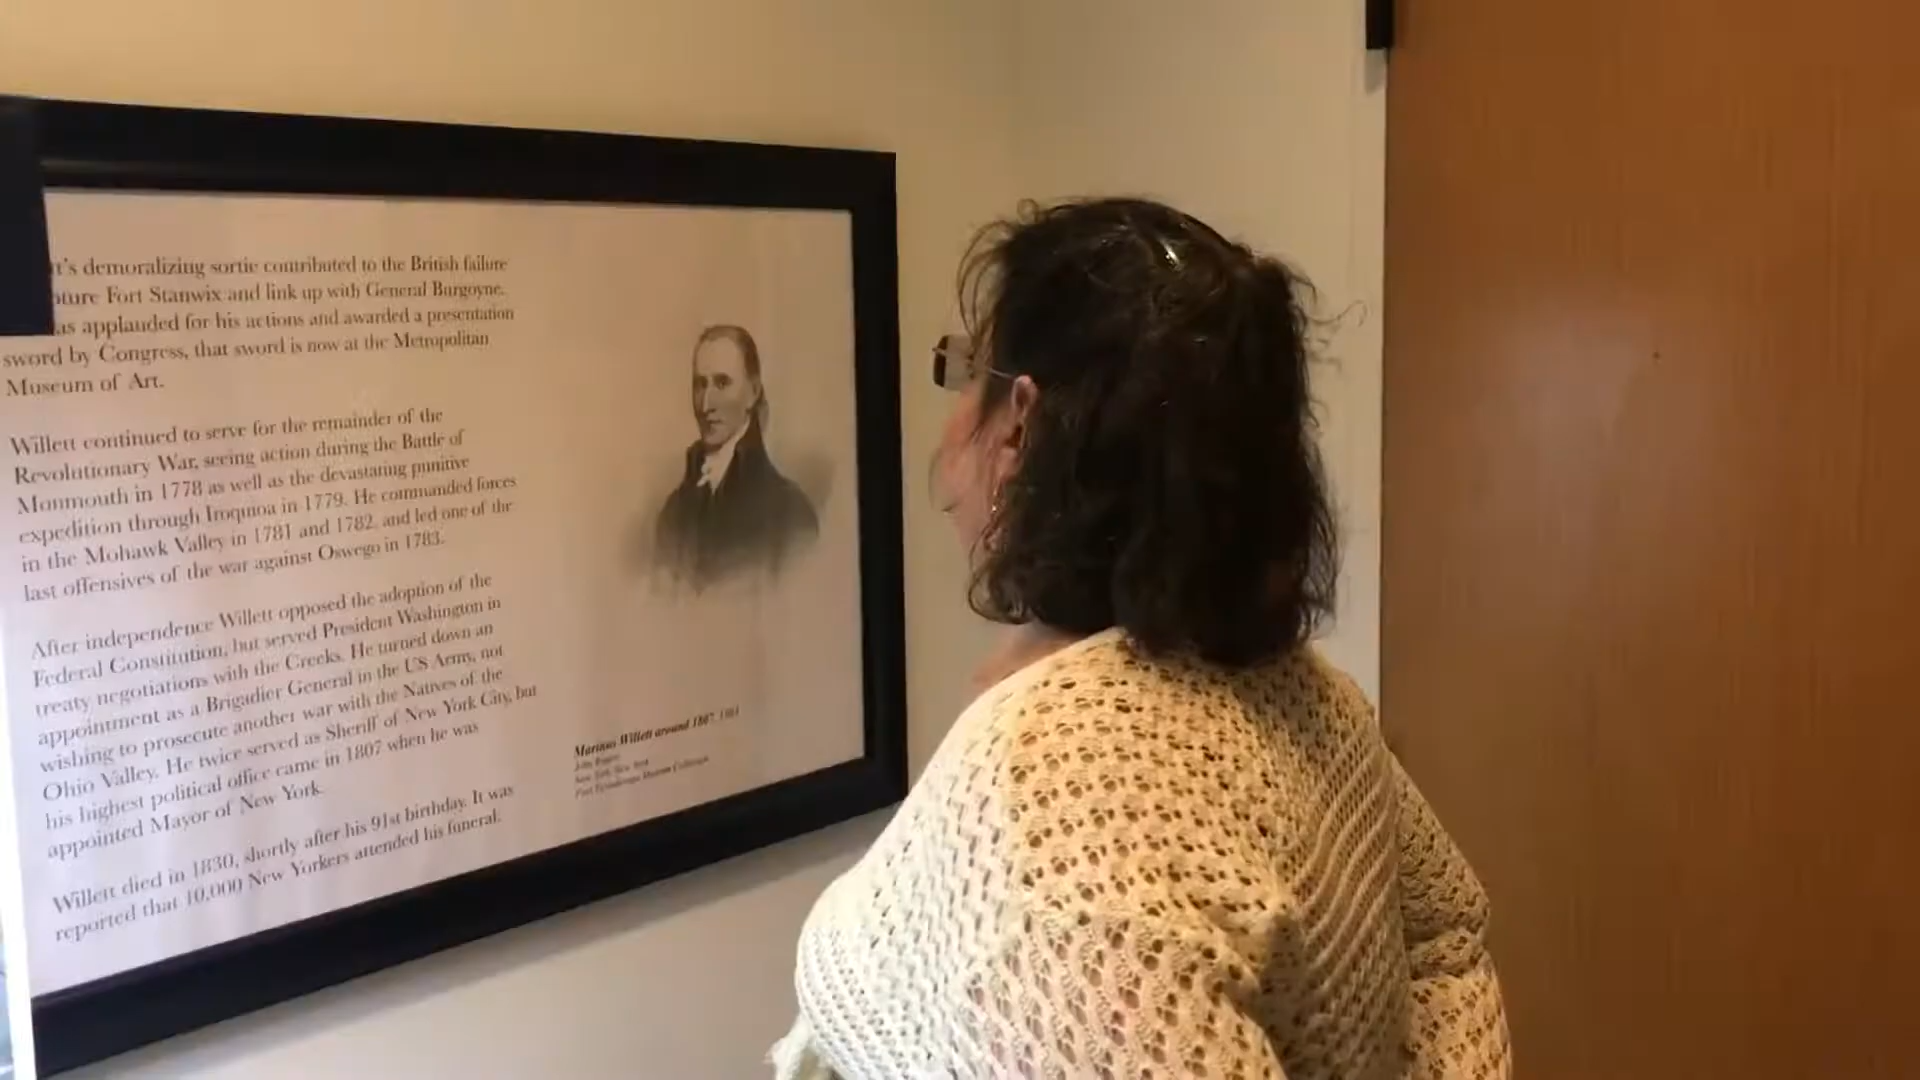 t's demoralizing sortie contributed to the British failure
pture Fort Stanwix and link up with General Burgoyne.
as applauded for his actions and awarded a presentation
sword by Congress, that sword is now at the Metropolitan
Museum of Art.
Willett continued to serve for the remainder of the
Revolutionary War, seeing action during the Battle of
Monmouth in 1778 as well as the devastating punitive
expedition through Iroquoia in 1779. He commanded forces
in the Mohawk Valley in 1781 and 1782, and led one of the
last offensives of the war against Oswego in 1783.
After independence Willett opposed the adoption of the
Federal Constitution, but served President Washington in
treaty negotiations with the Creeks. He turned down an
appointment as a Brigadier General in the US Army, not
wishing to prosecute another war with the Natives of the
Ohio Valley. He twice served as Sheriff of New York City, but
his highest political office came in 1807 when he was
appointed Mayor of New York.
Willett died in 1830, shortly after his 91st birthday. It was
reported that 10,000 New Yorkers attended his funeral.
Marinus Willett around 1807,
New York, New York
Fort Ticonderoga Museum Collection